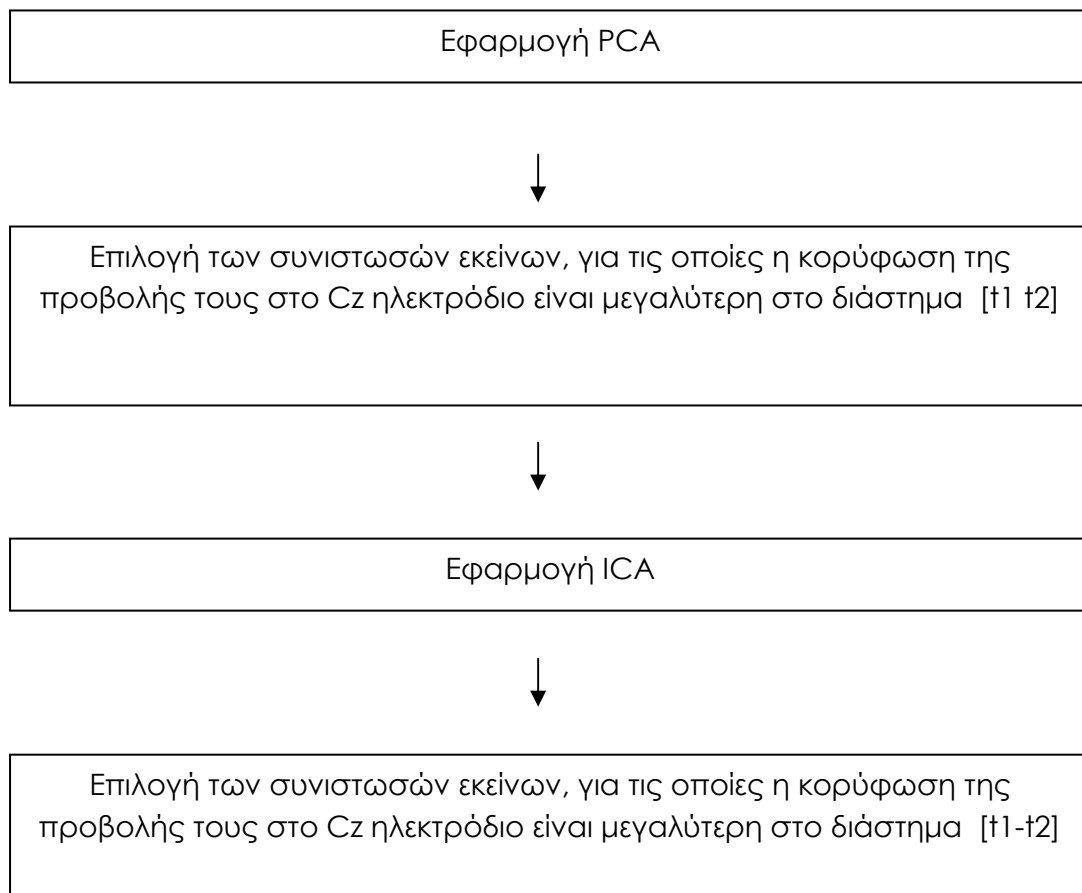 Εφαρμογή PCA
Επιλογή των συνιστωσών εκείνων, για τις οποίες η κορύφωση της
προβολής τους στο Cz ηλεκτρόδιο είναι μεγαλύτερη στο διάστημα [t1 t2]
Εφαρμογή ICA
Επιλογή των συνιστωσών εκείνων, για τις οποίες η κορύφωση της
προβολής τους στο Cz ηλεκτρόδιο είναι μεγαλύτερη στο διάστημα [t1-t2]